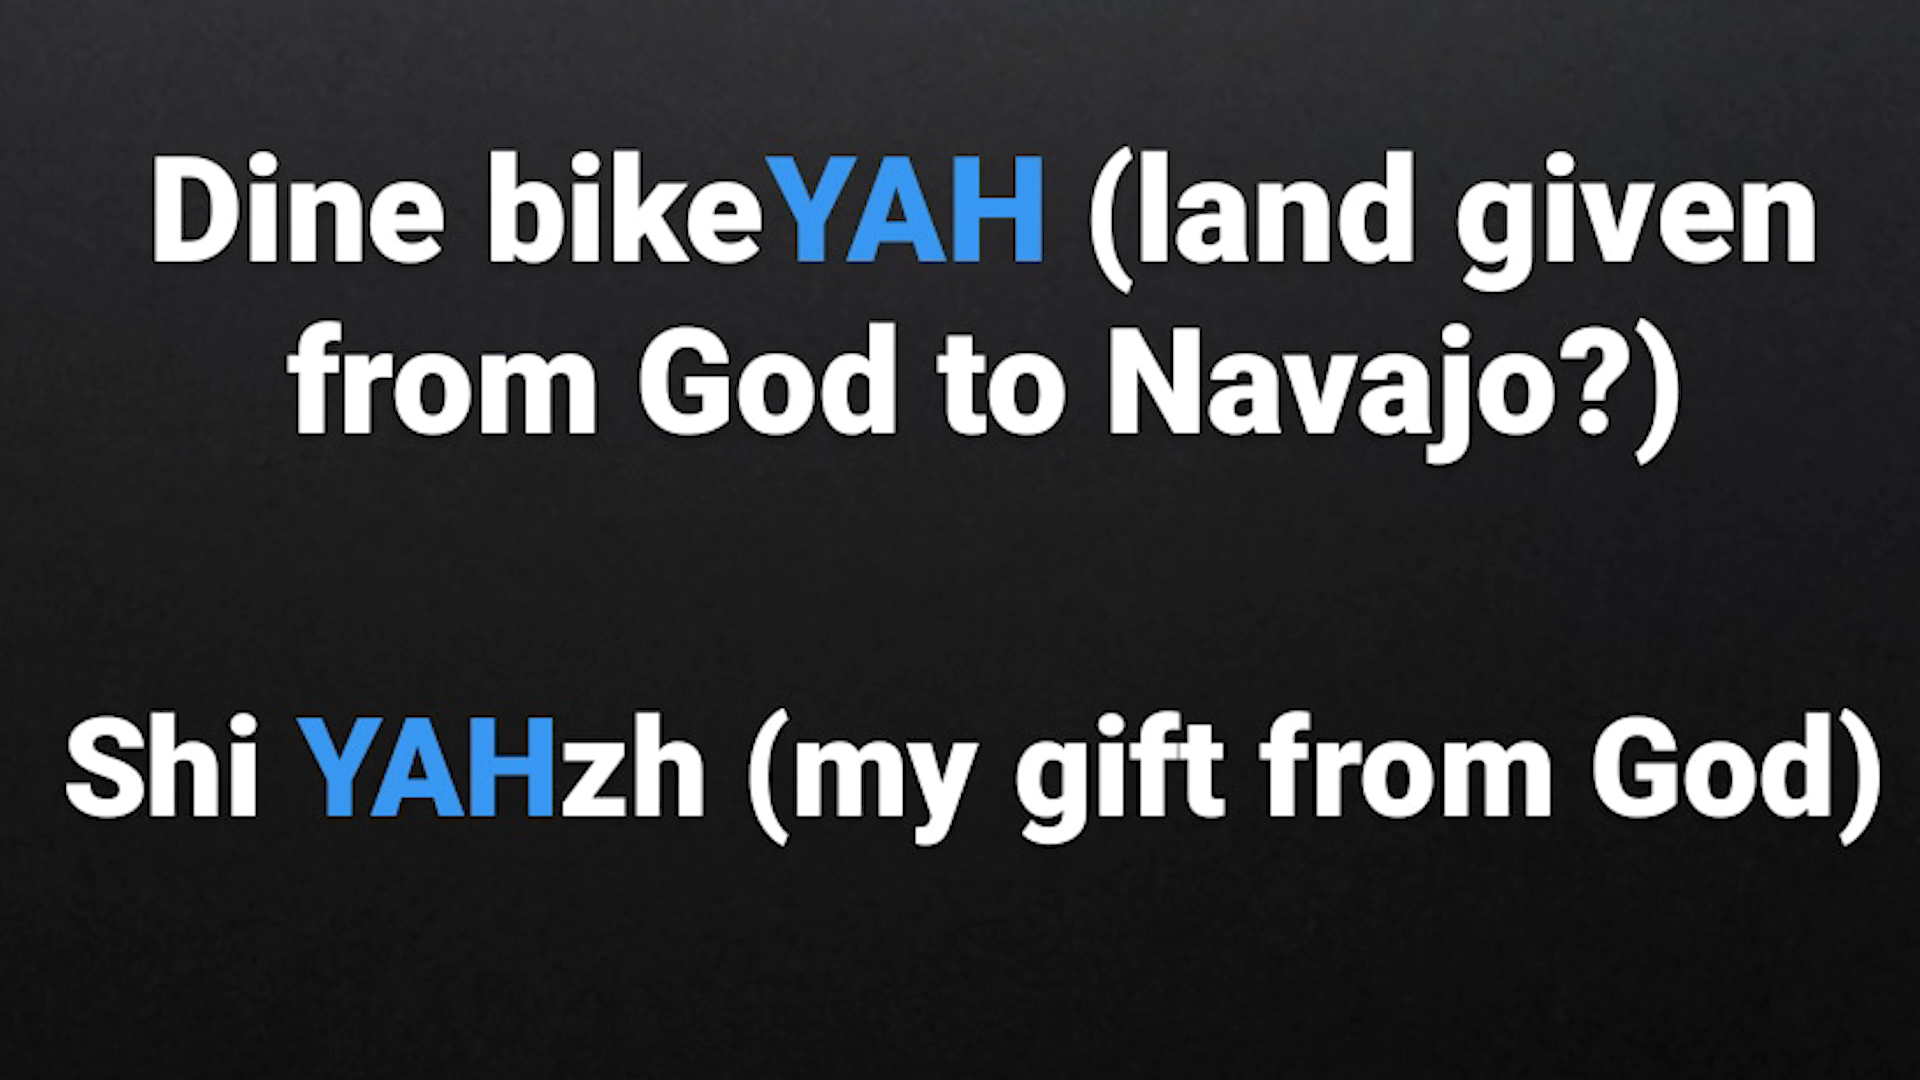 Dine bikeYAH (land given
from God to Navajo?)
Shi YAHzh (my gift from God)